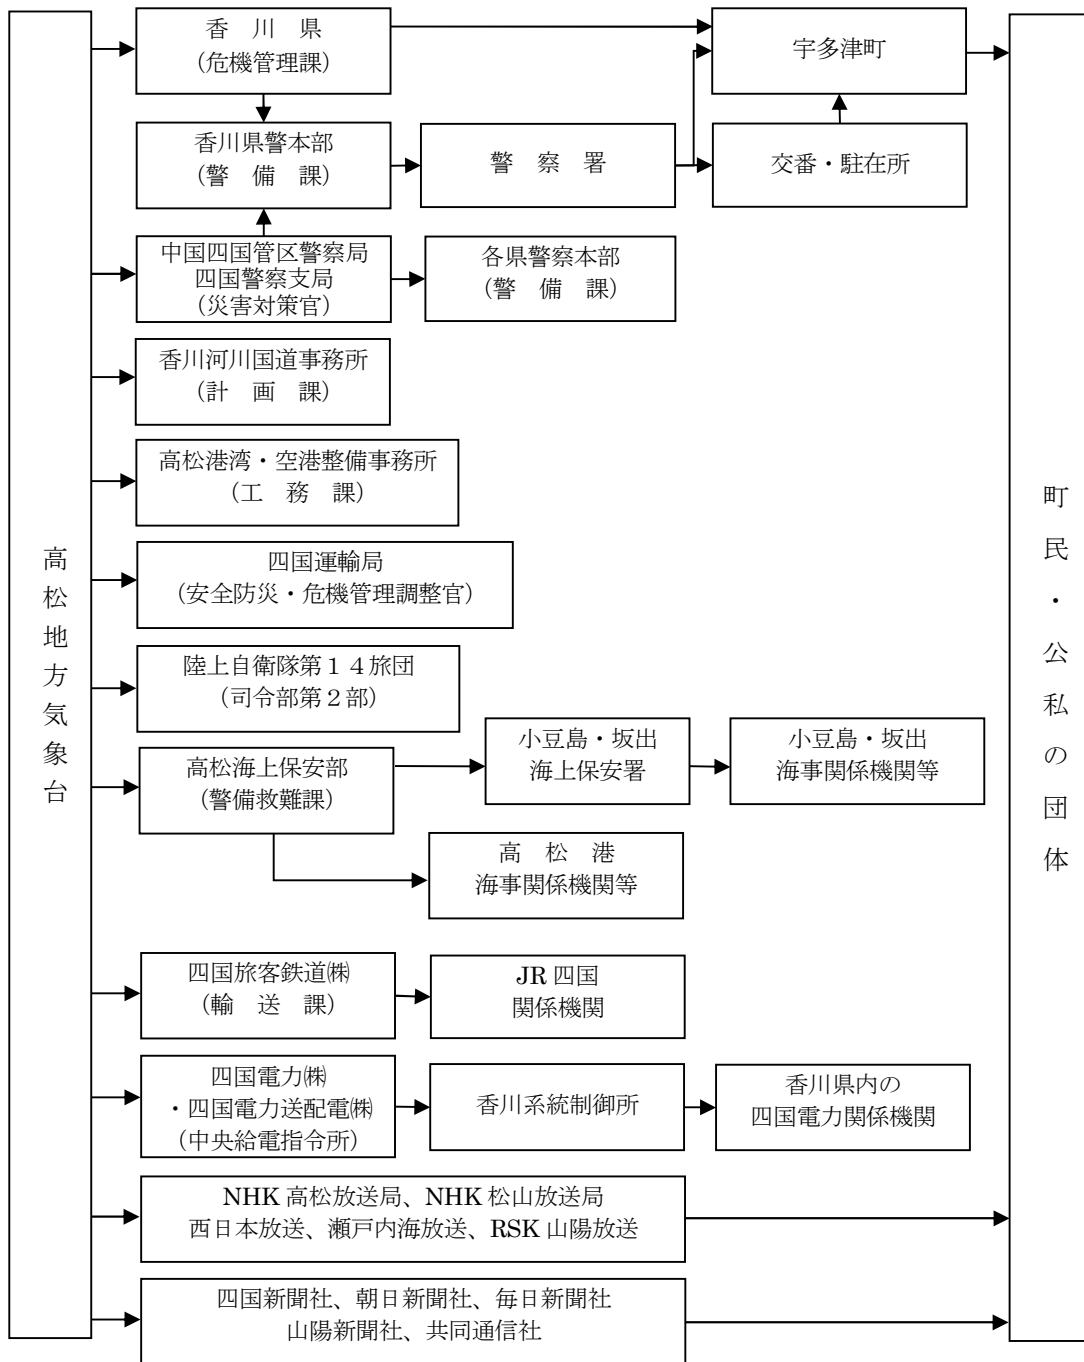 高松地方気象台
香　川　県
（危機管理課）
宇多津町
香川県警本部
（警　備　課）
警　察　署
交番・駐在所
中国四国管区警察局
四国警察支局
（災害対策官）
各県警察本部
（警　備　課）
香川河川国道事務所
（計　画　課）
高松港湾・空港整備事務所
（工　務　課）
四国運輸局
（安全防災・危機管理調整官）
陸上自衛隊第１４旅団
（司令部第２部）
高松海上保安部
（警備救難課）
小豆島・坂出
海上保安署
小豆島・坂出
海事関係機関等
高　松　港
海事関係機関等
四国旅客鉄道㈱
（輸　送　課）
JR 四国
関係機関
四国電力㈱
・四国電力送配電㈱
（中央給電指令所）
香川系統制御所
香川県内の
四国電力関係機関
NHK 高松放送局、NHK 松山放送局
西日本放送、瀬戸内海放送、RSK 山陽放送
四国新聞社、朝日新聞社、毎日新聞社
山陽新聞社、共同通信社
町民・公私の団体